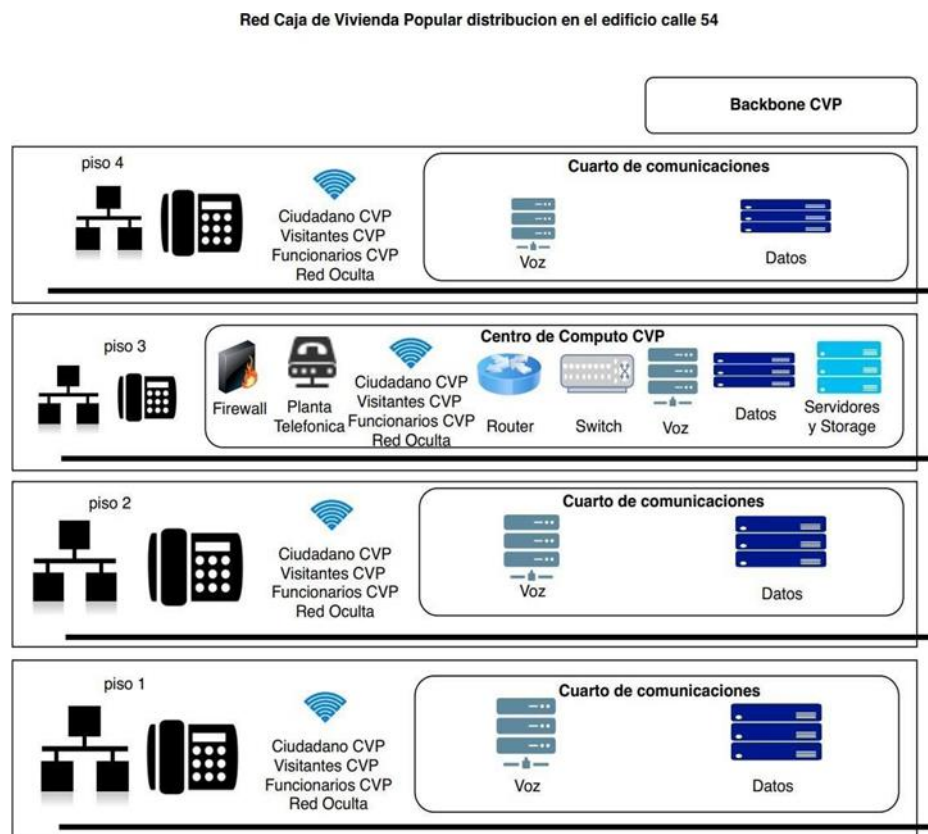 Red Caja de Vivienda Popular distribucion en el edificio calle 54
Backbone CVP
piso 4
Ciudadano CVP
Visitantes CVP
Funcionarios CVP
Red Oculta
Cuarto de comunicaciones
Voz
Datos
piso 3
Centro de Computo CVP
Firewall
Planta
Telefonica
Ciudadano CVP
Visitantes CVP
Funcionarios CVP
Red Oculta
Router
Switch
Voz
Datos
Servidores
y Storage
piso 2
Ciudadano CVP
Visitantes CVP
Funcionarios CVP
Red Oculta
Cuarto de comunicaciones
Voz
Datos
piso 1
Ciudadano CVP
Visitantes CVP
Funcionarios CVP
Red Oculta
Cuarto de comunicaciones
Voz
Datos